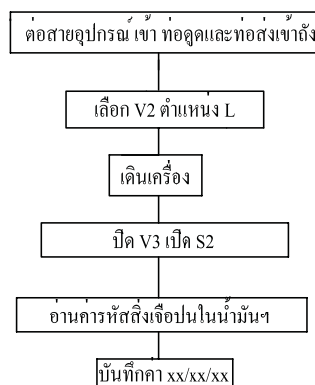 ต่อสายอุปกรณ์ เข้า ท่อดูดและท่อส่งเข้าถัง
เลือก V2 ตำแหน่ง L
เดินเครื่อง
ปิด V3 เปิด S2
อ่านค่ารหัสสิ่งเจือปนในน้ำมันฯ
บันทึกค่า xx/xx/xx